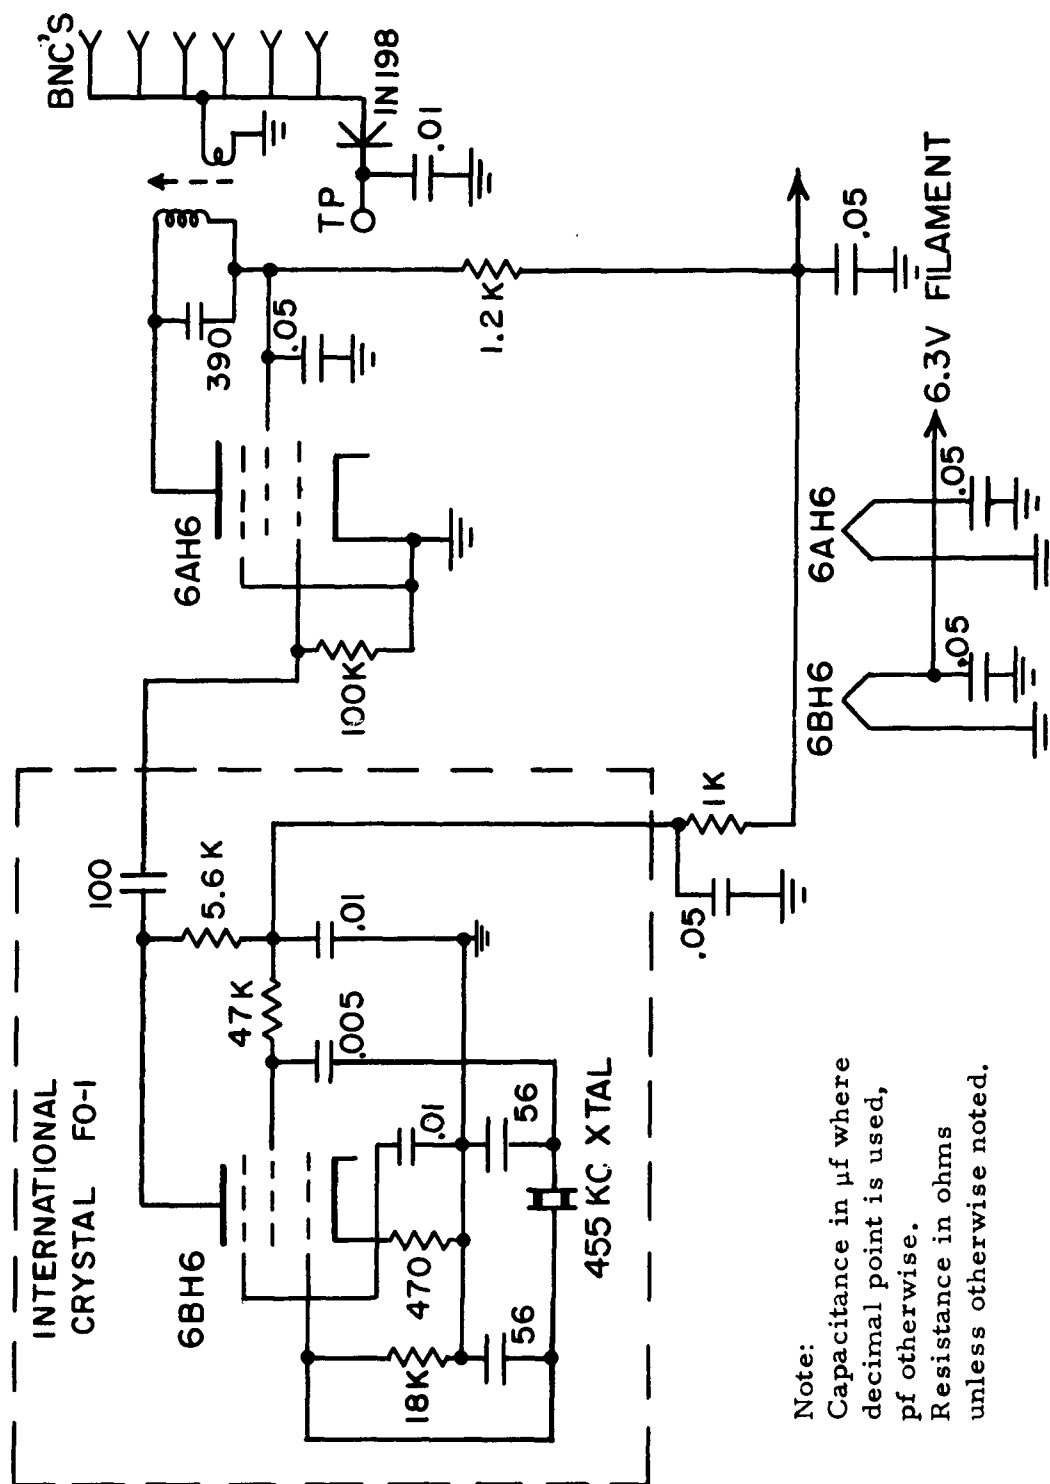 INTERNATIONAL
CRYSTAL FO-1
BNC'S
100
6BH6
6AH6
5.6K
390
47K
.05
TP
IN198
.005
.01
100K
.01
18K
470
.01
56
56
1.2K
455 KC XTAL
.05
1K
.05
6BH6
6AH6
.05
.05
6.3V FILAMENT
Note:
Capacitance in μf where
decimal point is used,
pf otherwise.
Resistance in ohms
unless otherwise noted.